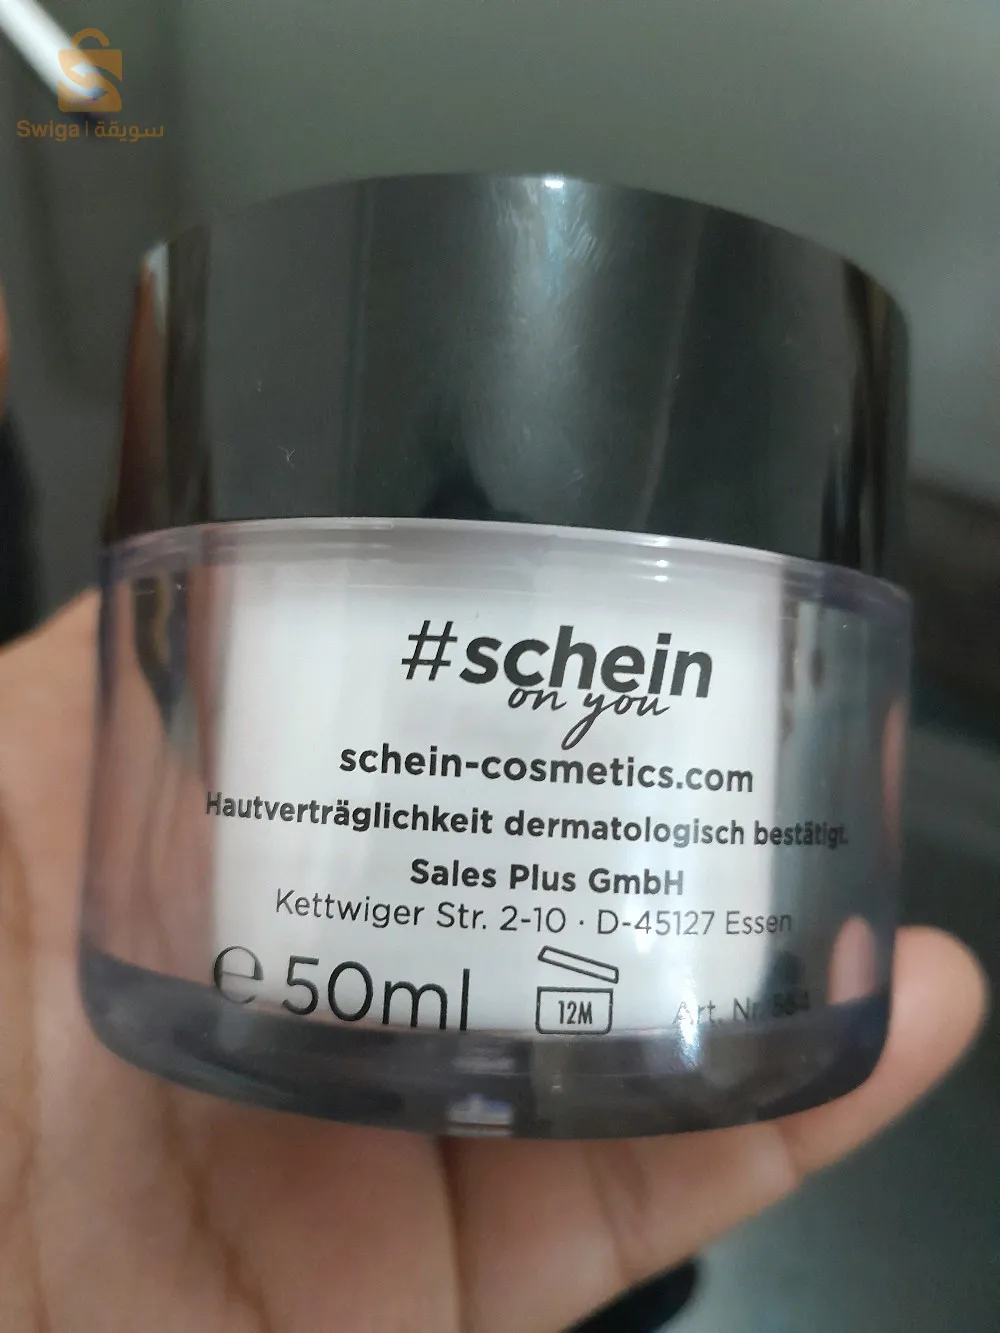 Swiga | سويقة
#schein
on you
schein-cosmetics.com
Hautverträglichkeit dermatologisch bestätigt.
Sales Plus GmbH
Kettwiger Str. 2-10 · D-45127 Essen
℮ 50ml
12M
Art. Nr.